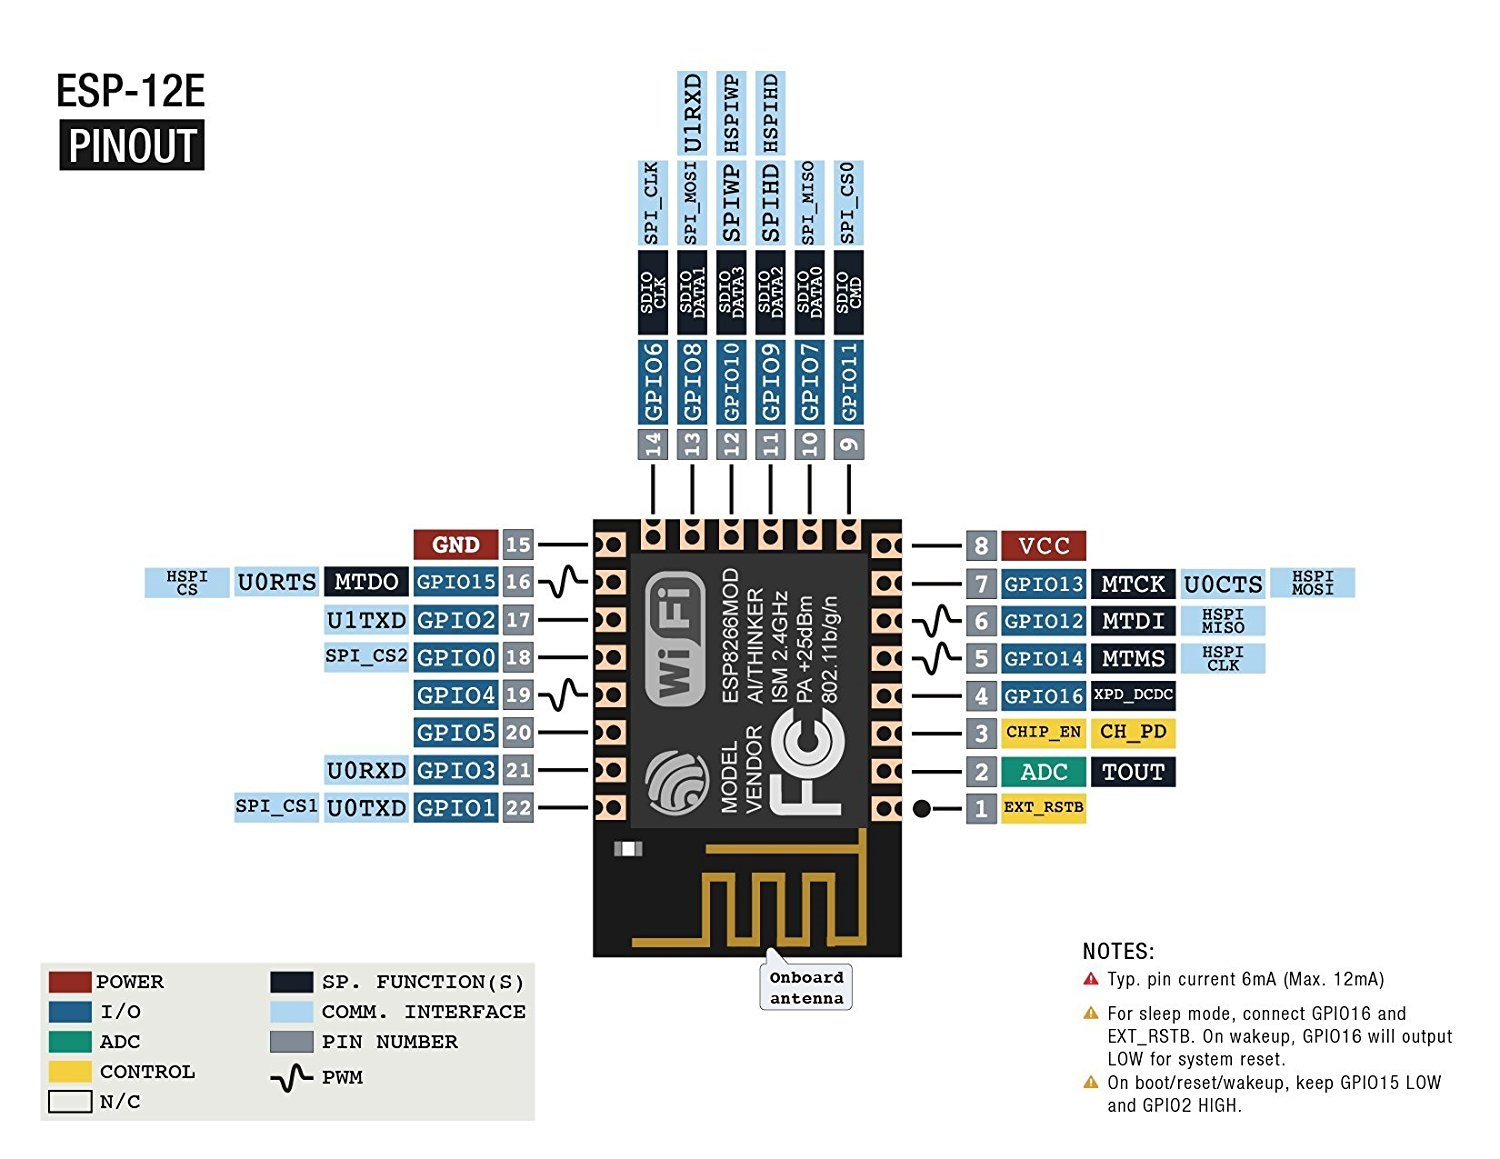 ESP-12E
PINOUT
U1RXD
HSPIWP
HSPIHD
SPI_CLK
SPI_MOSI
SPIWP
SPIHD
SPI_MISO
SPI_CS0
SDIO
CLK
SDIO
DATA1
SDIO
DATA3
SDIO
DATA2
SDIO
DATA0
SDIO
CMD
GPIO6
GPIO8
GPIO10
GPIO9
GPIO7
GPIO11
14
13
12
11
10
9
GND 15
HSPI
CS
U0RTS MTDO GPIO15 16
U1TXD GPIO2 17
SPI_CS2 GPIO0 18
GPIO4 19
GPIO5 20
U0RXD GPIO3 21
SPI_CS1 U0TXD GPIO1 22
WiFi
ESP8266MOD
AI/THINKER
ISM 2.4GHz
PA +25dBm
802.11b/g/n
MODEL
VENDOR
FC
8 VCC
7 GPIO13 MTCK U0CTS
HSPI
MOSI
6 GPIO12 MTDI
HSPI
MISO
5 GPIO14 MTMS
HSPI
CLK
4 GPIO16 XPD_DCDC
3 CHIP_EN CH_PD
2 ADC TOUT
1 EXT_RSTB
Onboard
antenna
POWER
I/O
ADC
CONTROL
N/C
SP. FUNCTION(S)
COMM. INTERFACE
PIN NUMBER
PWM
NOTES:
Typ. pin current 6mA (Max. 12mA)
For sleep mode, connect GPIO16 and
EXT_RSTB. On wakeup, GPIO16 will output
LOW for system reset.
On boot/reset/wakeup, keep GPIO15 LOW
and GPIO2 HIGH.